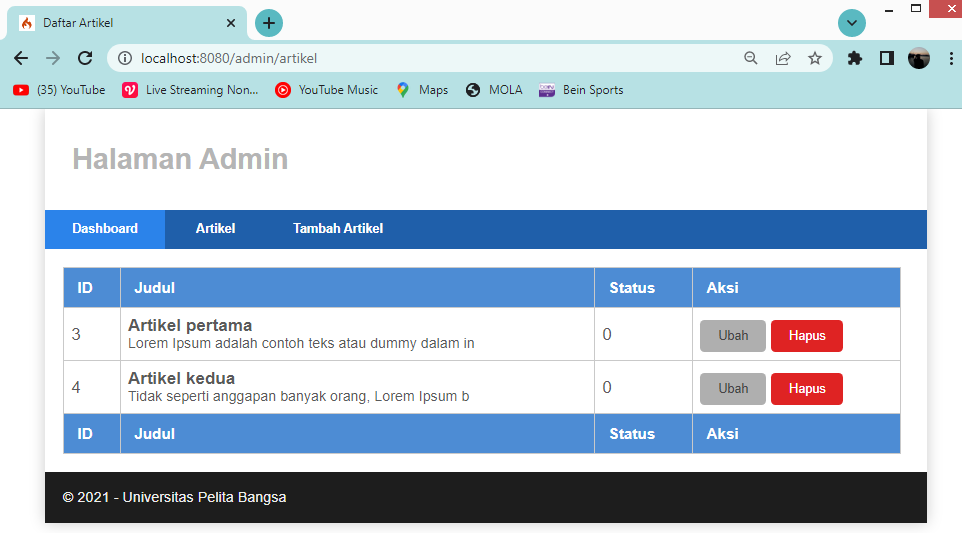 Daftar Artikel
localhost:8080/admin/artikel
(35) YouTube Live Streaming Non... YouTube Music Maps MOLA Bein Sports
Halaman Admin
Dashboard Artikel Tambah Artikel
ID Judul Status Aksi
3 Artikel pertama 0 Ubah Hapus
Lorem Ipsum adalah contoh teks atau dummy dalam in
4 Artikel kedua 0 Ubah Hapus
Tidak seperti anggapan banyak orang, Lorem Ipsum b
ID Judul Status Aksi
© 2021 - Universitas Pelita Bangsa